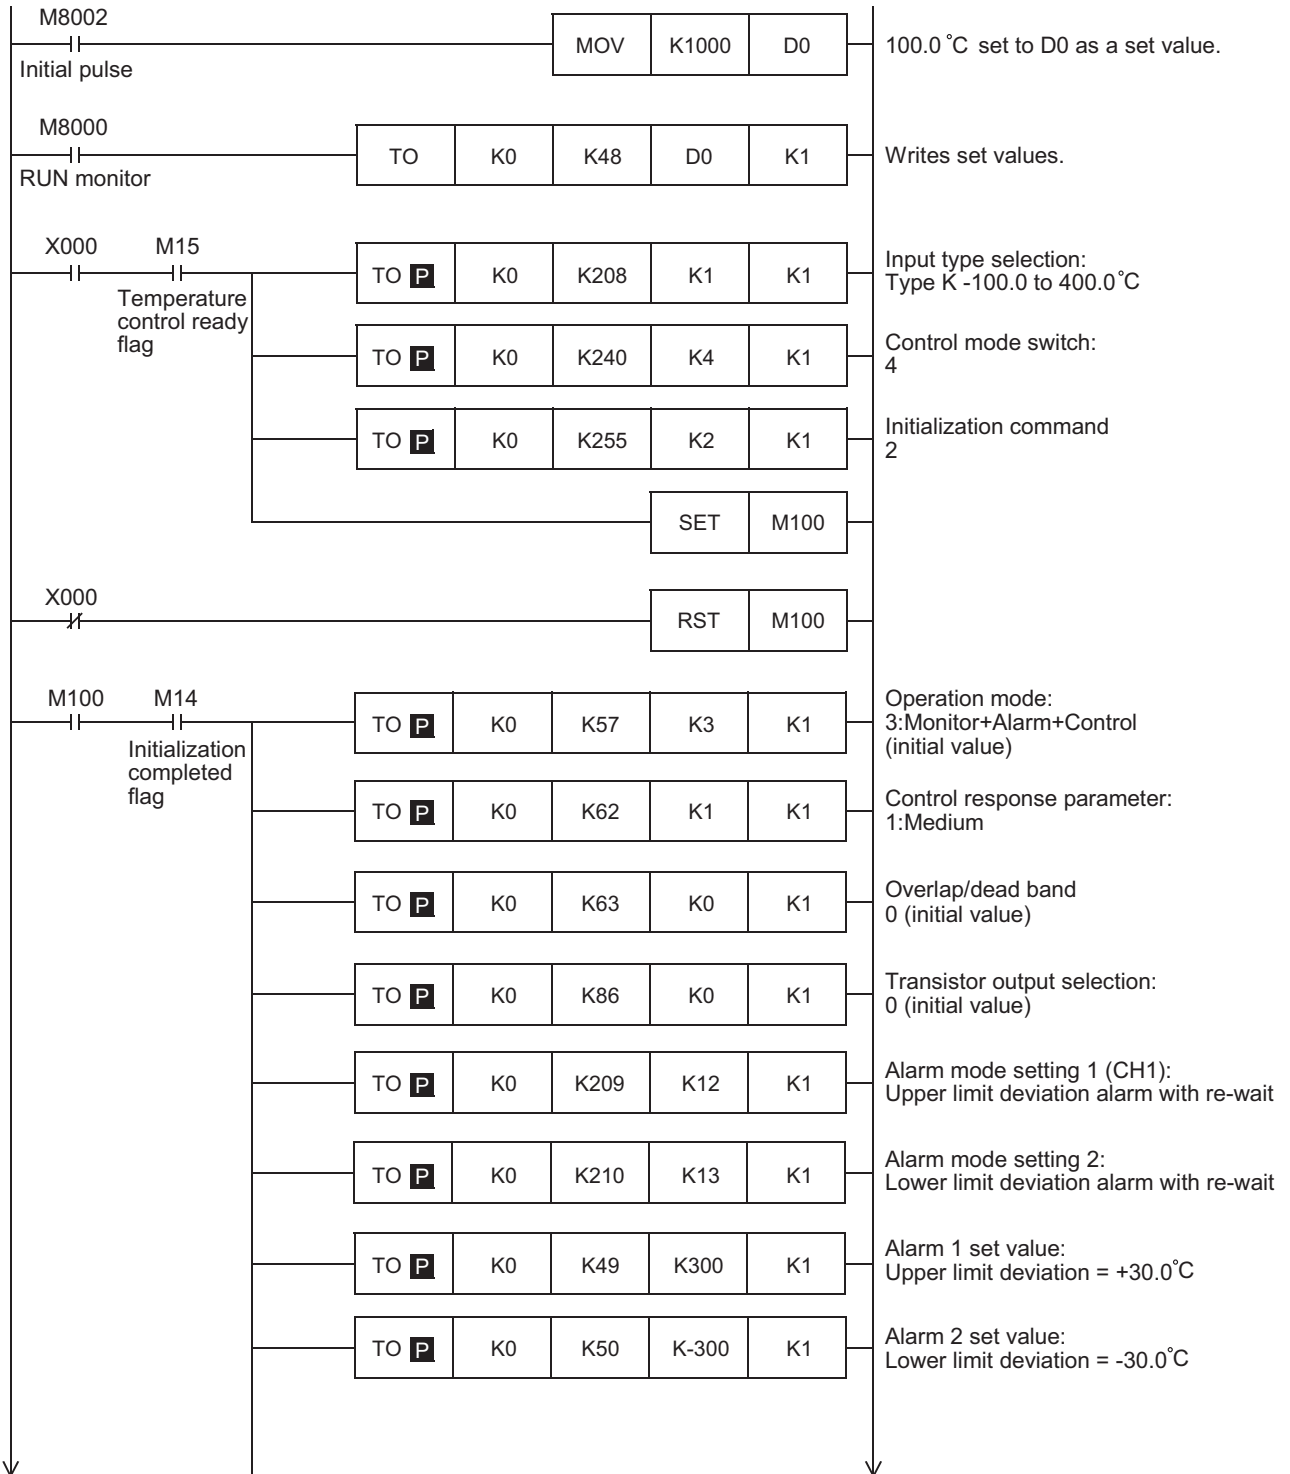 M8002
MOV K1000 D0
100.0 °C set to D0 as a set value.
Initial pulse
M8000
TO K0 K48 D0 K1
Writes set values.
RUN monitor
X000 M15
TO P K0 K208 K1 K1
Input type selection:
Type K -100.0 to 400.0°C
Temperature
control ready
flag
TO P K0 K240 K4 K1
Control mode switch:
4
TO P K0 K255 K2 K1
Initialization command
2
SET M100
X000
RST M100
M100 M14
TO P K0 K57 K3 K1
Operation mode:
3:Monitor+Alarm+Control
(initial value)
Initialization
completed
flag
TO P K0 K62 K1 K1
Control response parameter:
1:Medium
TO P K0 K63 K0 K1
Overlap/dead band
0 (initial value)
TO P K0 K86 K0 K1
Transistor output selection:
0 (initial value)
TO P K0 K209 K12 K1
Alarm mode setting 1 (CH1):
Upper limit deviation alarm with re-wait
TO P K0 K210 K13 K1
Alarm mode setting 2:
Lower limit deviation alarm with re-wait
TO P K0 K49 K300 K1
Alarm 1 set value:
Upper limit deviation = +30.0°C
TO P K0 K50 K-300 K1
Alarm 2 set value:
Lower limit deviation = -30.0°C